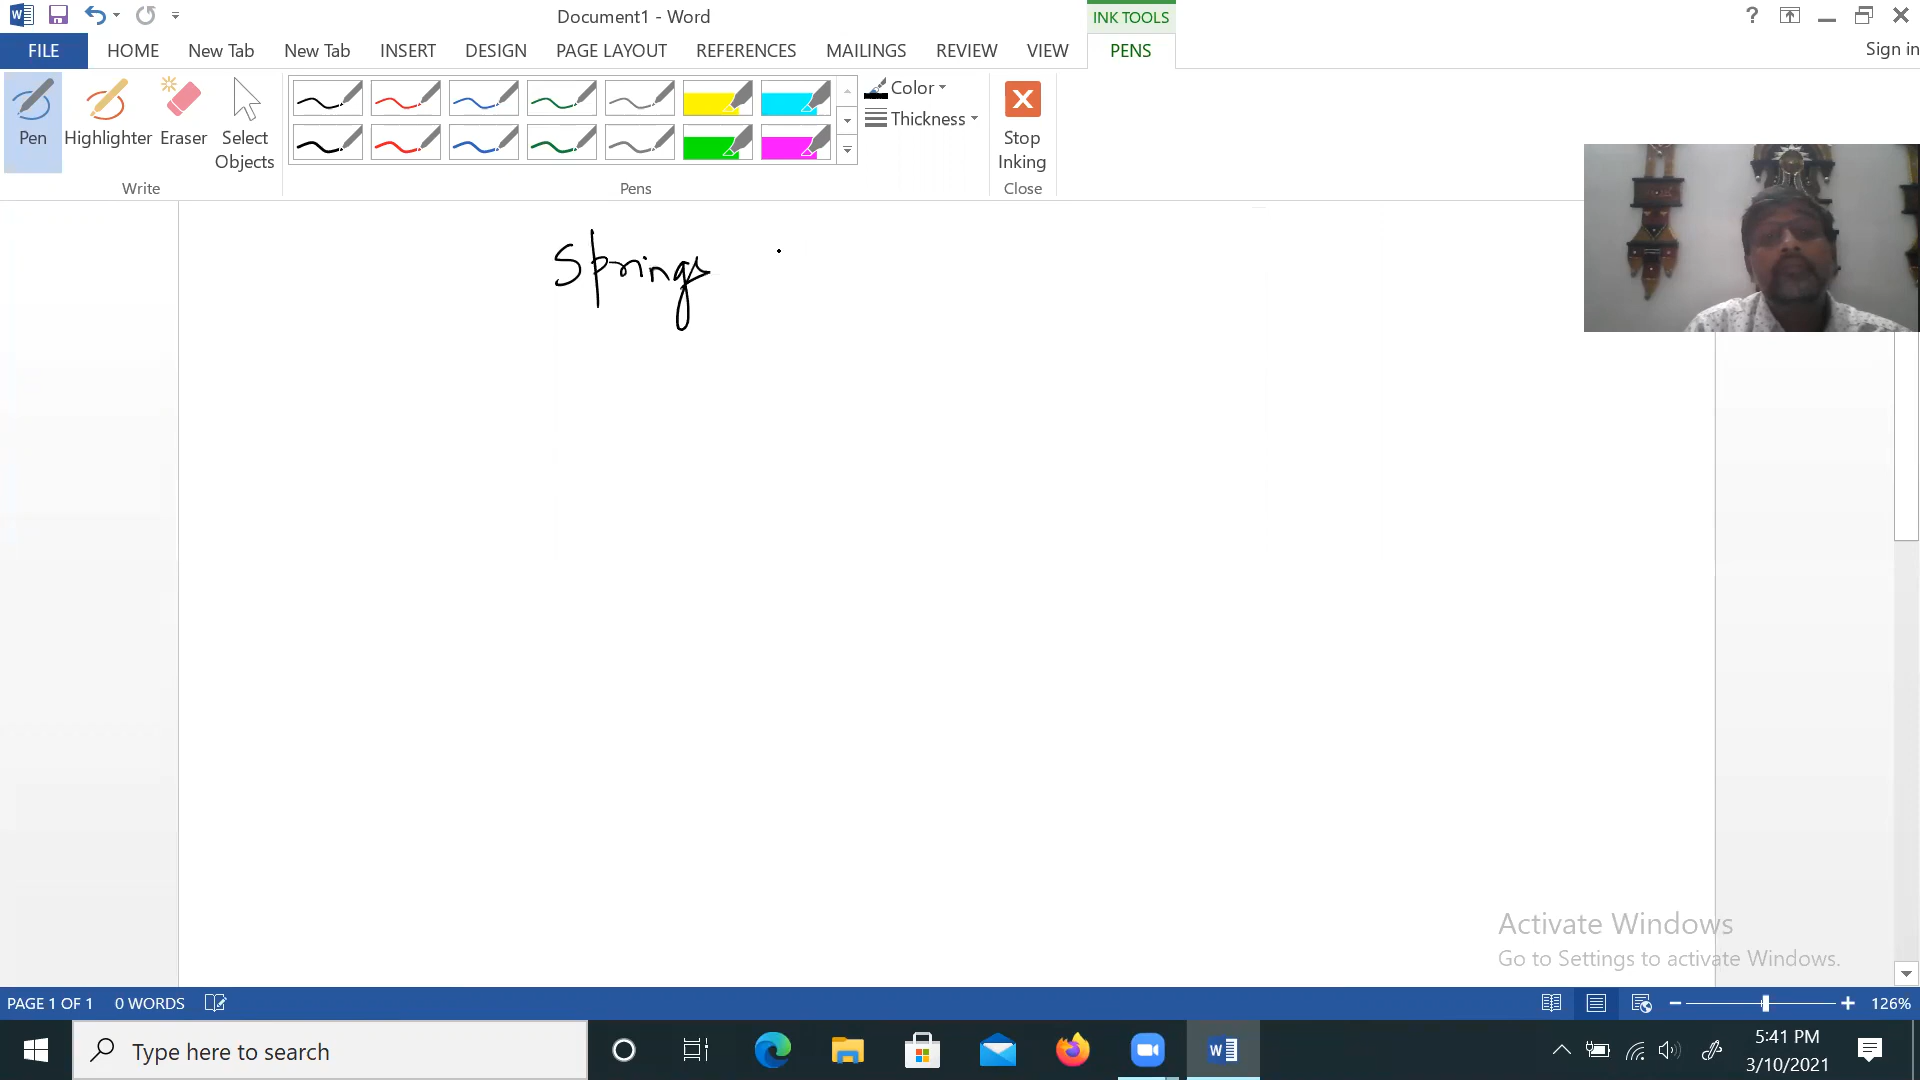 Document1 - Word
INK TOOLS
Sign in
FILE HOME New Tab New Tab INSERT DESIGN PAGE LAYOUT REFERENCES MAILINGS REVIEW VIEW PENS
Pen Highlighter Eraser Select Objects
Color
Thickness
Stop Inking
Write Pens Close
Springs
Activate Windows
Go to Settings to activate Windows.
PAGE 1 OF 1 0 WORDS 126%
Type here to search
5:41 PM
3/10/2021